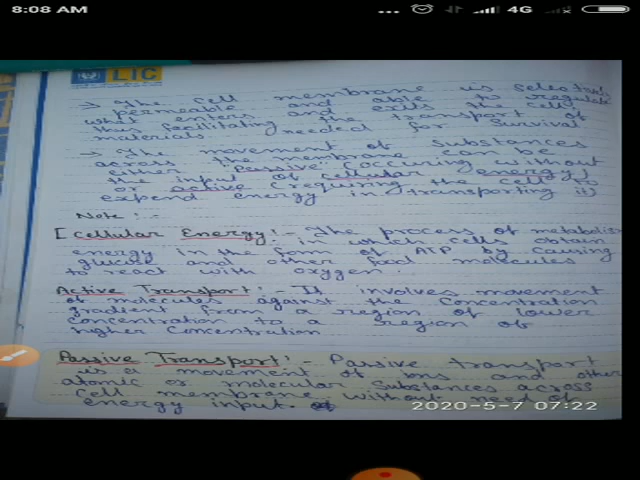 8:08 AM
4G
LIC
→ The cell membrane is selectively
permeable and able to regulate
what enters and exits the cell,
thus facilitating the transport of
materials needed for survival
→ The movement of substances
across the membrane can be
either passive (occuring without
the input of cellular energy)
or active (requiring the cell to
expend energy in transporting it)
Note :-
[Cellular Energy :- The process of metabolism
in which cells obtain
energy in the form of ATP by causing
glucose and other food molecules
to react with oxygen.
Active Transport :- It involves movement
of molecules against the concentration
gradient from a region of lower
concentration to a region of
higher concentration
Passive Transport :- Passive transport
is a movement of ions and other
atomic or molecular substances across
cell membrane without need of
energy input.
2020-5-7 07:22